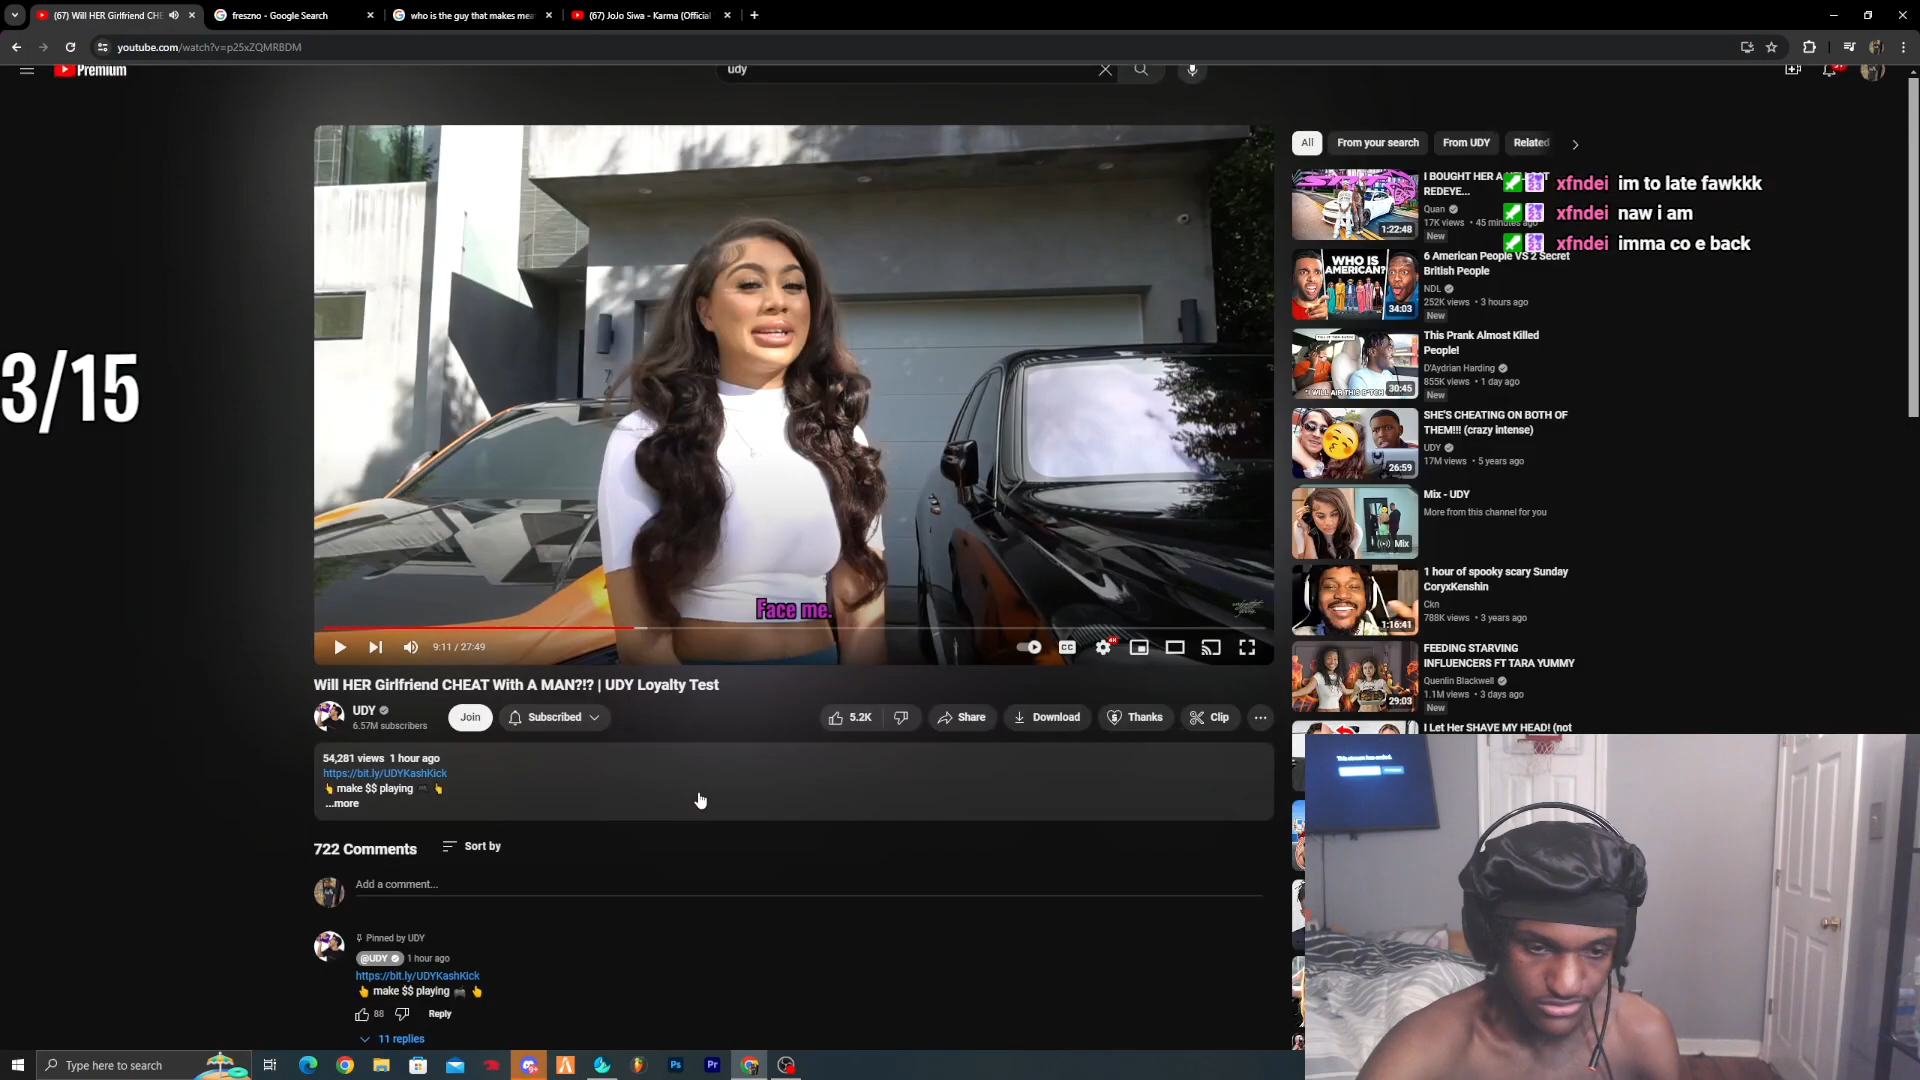 (67) Will HER Girlfriend CHE
freszno - Google Search
who is the guy that makes mea
(67) JoJo Siwa - Karma (Official
youtube.com/watch?v=p25xZQMRBDM
Premium
udy
All
From your search
From UDY
Related
xfndei im to late fawkkk
xfndei naw i am
xfndei imma co e back
I BOUGHT HER A
REDEYE...
Quan
17K views • 45 minutes ago
New
1:22:48
WHO IS
AMERICAN?
34:03
6 American People VS 2 Secret
British People
NDL
252K views • 3 hours ago
New
30:45
This Prank Almost Killed
People!
D'Aydrian Harding
855K views • 1 day ago
New
26:59
SHE'S CHEATING ON BOTH OF
THEM!!! (crazy intense)
UDY
17M views • 5 years ago
Mix
Mix - UDY
More from this channel for you
1:16:41
1 hour of spooky scary Sunday
CoryxKenshin
Ckn
788K views • 3 years ago
29:03
FEEDING STARVING
INFLUENCERS FT TARA YUMMY
Quenlin Blackwell
1.1M views • 3 days ago
New
I Let Her SHAVE MY HEAD! (not
3/15
Face me.
9:11 / 27:49
CC
4K
Will HER Girlfriend CHEAT With A MAN?!? | UDY Loyalty Test
UDY
6.57M subscribers
Join
Subscribed
5.2K
Share
Download
Thanks
Clip
54,281 views 1 hour ago
https://bit.ly/UDYKashKick
👆 make $$ playing 🎮 👆
...more
722 Comments
Sort by
Add a comment...
Pinned by UDY
@UDY
1 hour ago
https://bit.ly/UDYKashKick
👆 make $$ playing 🎮 👆
88
Reply
11 replies
This stream has ended.
Type here to search
Ps
Pr